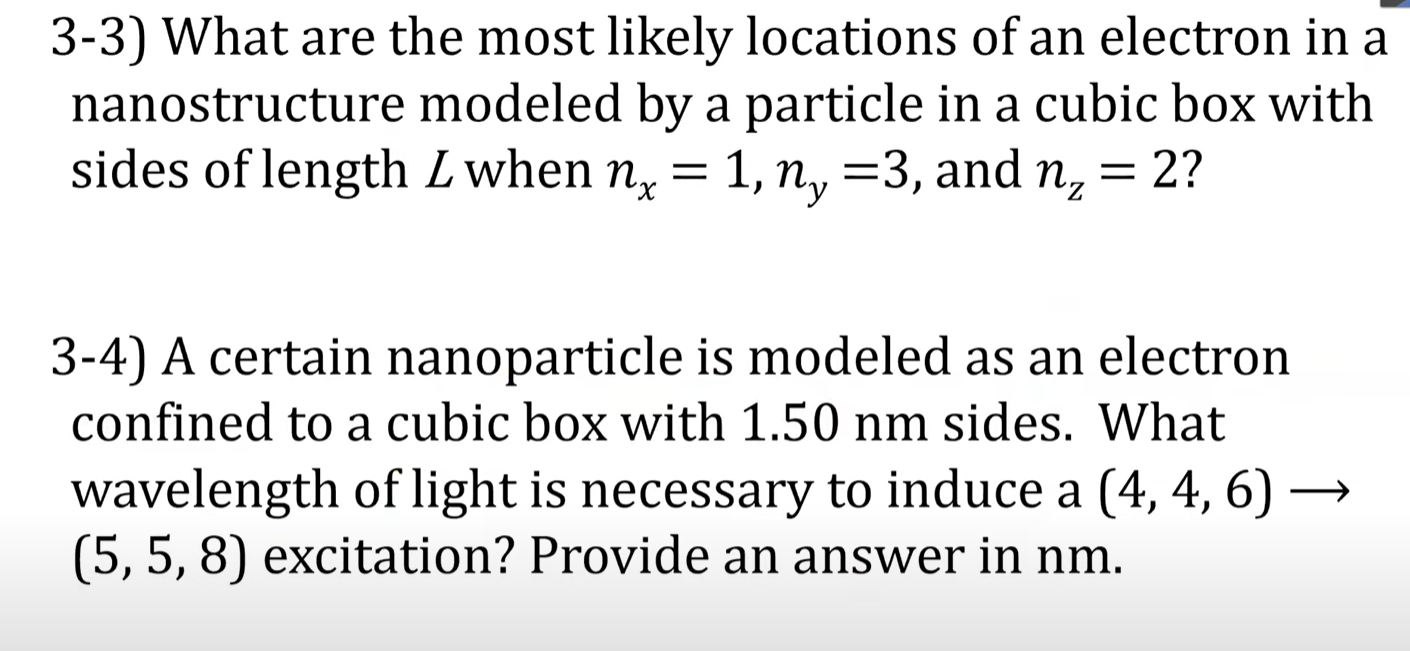 3-3) What are the most likely locations of an electron in a
nanostructure modeled by a particle in a cubic box with
sides of length L when nₓ = 1, n_y =3, and n_z = 2?
3-4) A certain nanoparticle is modeled as an electron
confined to a cubic box with 1.50 nm sides. What
wavelength of light is necessary to induce a (4, 4, 6) ⟶
(5, 5, 8) excitation? Provide an answer in nm.